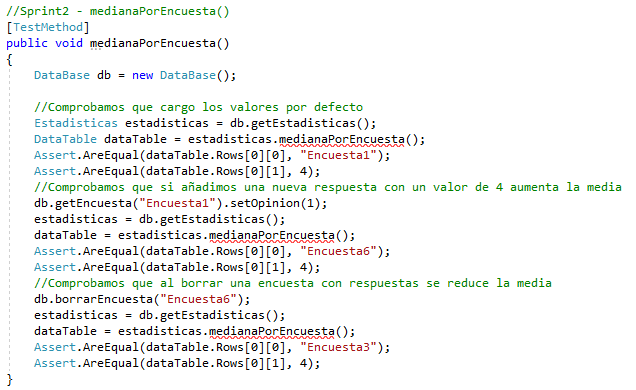 //Sprint2 - medianaPorEncuesta()
[TestMethod]
public void medianaPorEncuesta()
{
DataBase db = new DataBase();
//Comprobamos que cargo los valores por defecto
Estadisticas estadisticas = db.getEstadisticas();
DataTable dataTable = estadisticas.medianaPorEncuesta();
Assert.AreEqual(dataTable.Rows[0][0], "Encuesta1");
Assert.AreEqual(dataTable.Rows[0][1], 4);
//Comprobamos que si añadimos una nueva respuesta con un valor de 4 aumenta la media
db.getEncuesta("Encuesta1").setOpinion(1);
estadisticas = db.getEstadisticas();
dataTable = estadisticas.medianaPorEncuesta();
Assert.AreEqual(dataTable.Rows[0][0], "Encuesta6");
Assert.AreEqual(dataTable.Rows[0][1], 4);
//Comprobamos que al borrar una encuesta con respuestas se reduce la media
db.borrarEncuesta("Encuesta6");
estadisticas = db.getEstadisticas();
dataTable = estadisticas.medianaPorEncuesta();
Assert.AreEqual(dataTable.Rows[0][0], "Encuesta3");
Assert.AreEqual(dataTable.Rows[0][1], 4);
}